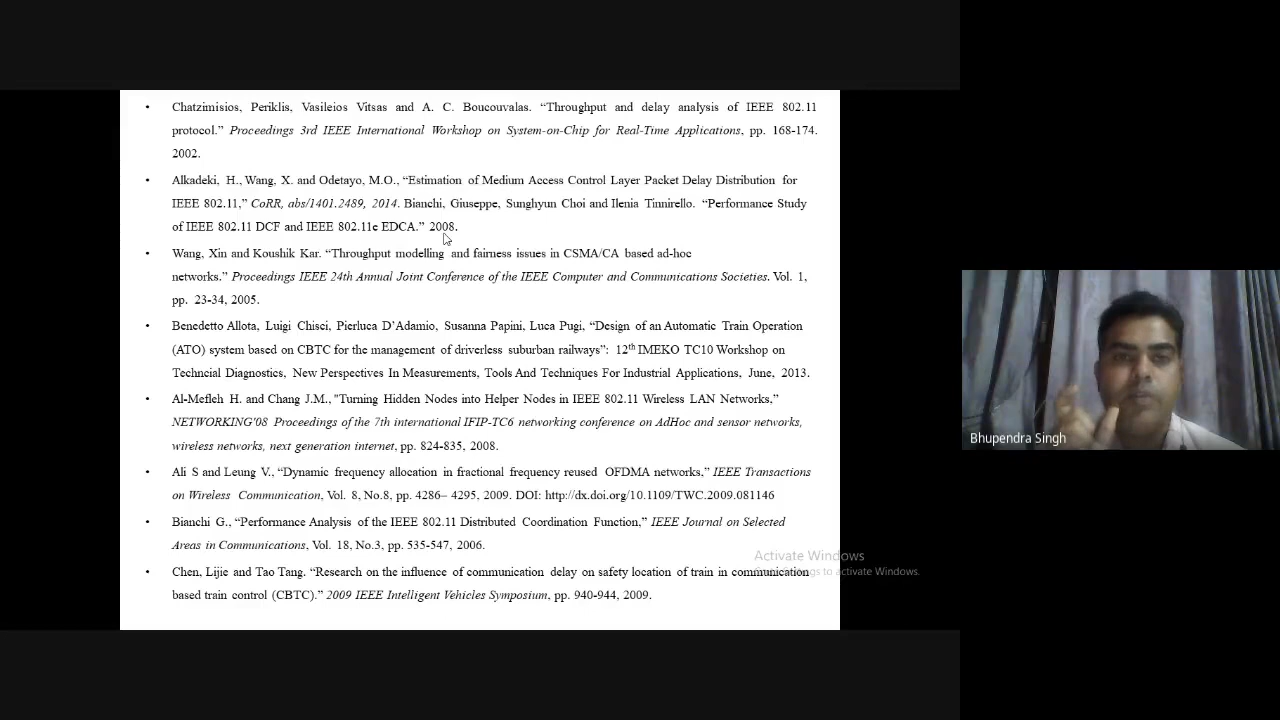 • Chatzimisios, Periklis, Vasileios Vitsas and A. C. Boucouvalas. “Throughput and delay analysis of IEEE 802.11
protocol.” Proceedings 3rd IEEE International Workshop on System-on-Chip for Real-Time Applications, pp. 168-174.
2002.
• Alkadeki, H., Wang, X. and Odetayo, M.O., “Estimation of Medium Access Control Layer Packet Delay Distribution for
IEEE 802.11,” CoRR, abs/1401.2489, 2014. Bianchi, Giuseppe, Sunghyun Choi and Ilenia Tinnirello. “Performance Study
of IEEE 802.11 DCF and IEEE 802.11e EDCA.” 2008.
• Wang, Xin and Koushik Kar. “Throughput modelling and fairness issues in CSMA/CA based ad-hoc
networks.” Proceedings IEEE 24th Annual Joint Conference of the IEEE Computer and Communications Societies. Vol. 1,
pp. 23-34, 2005.
• Benedetto Allota, Luigi Chisci, Pierluca D’Adamio, Susanna Papini, Luca Pugi, “Design of an Automatic Train Operation
(ATO) system based on CBTC for the management of driverless suburban railways”: 12th IMEKO TC10 Workshop on
Techncial Diagnostics, New Perspectives In Measurements, Tools And Techniques For Industrial Applications, June, 2013.
• Al-Mefleh H. and Chang J.M., "Turning Hidden Nodes into Helper Nodes in IEEE 802.11 Wireless LAN Networks,”
NETWORKING'08 Proceedings of the 7th international IFIP-TC6 networking conference on AdHoc and sensor networks,
wireless networks, next generation internet, pp. 824-835, 2008.
• Ali S and Leung V., “Dynamic frequency allocation in fractional frequency reused OFDMA networks,” IEEE Transactions
on Wireless Communication, Vol. 8, No.8, pp. 4286– 4295, 2009. DOI: http://dx.doi.org/10.1109/TWC.2009.081146
• Bianchi G., “Performance Analysis of the IEEE 802.11 Distributed Coordination Function,” IEEE Journal on Selected
Areas in Communications, Vol. 18, No.3, pp. 535-547, 2006.
• Chen, Lijie and Tao Tang. “Research on the influence of communication delay on safety location of train in communication
based train control (CBTC).” 2009 IEEE Intelligent Vehicles Symposium, pp. 940-944, 2009.
Bhupendra Singh
Activate Windows
to activate Windows.